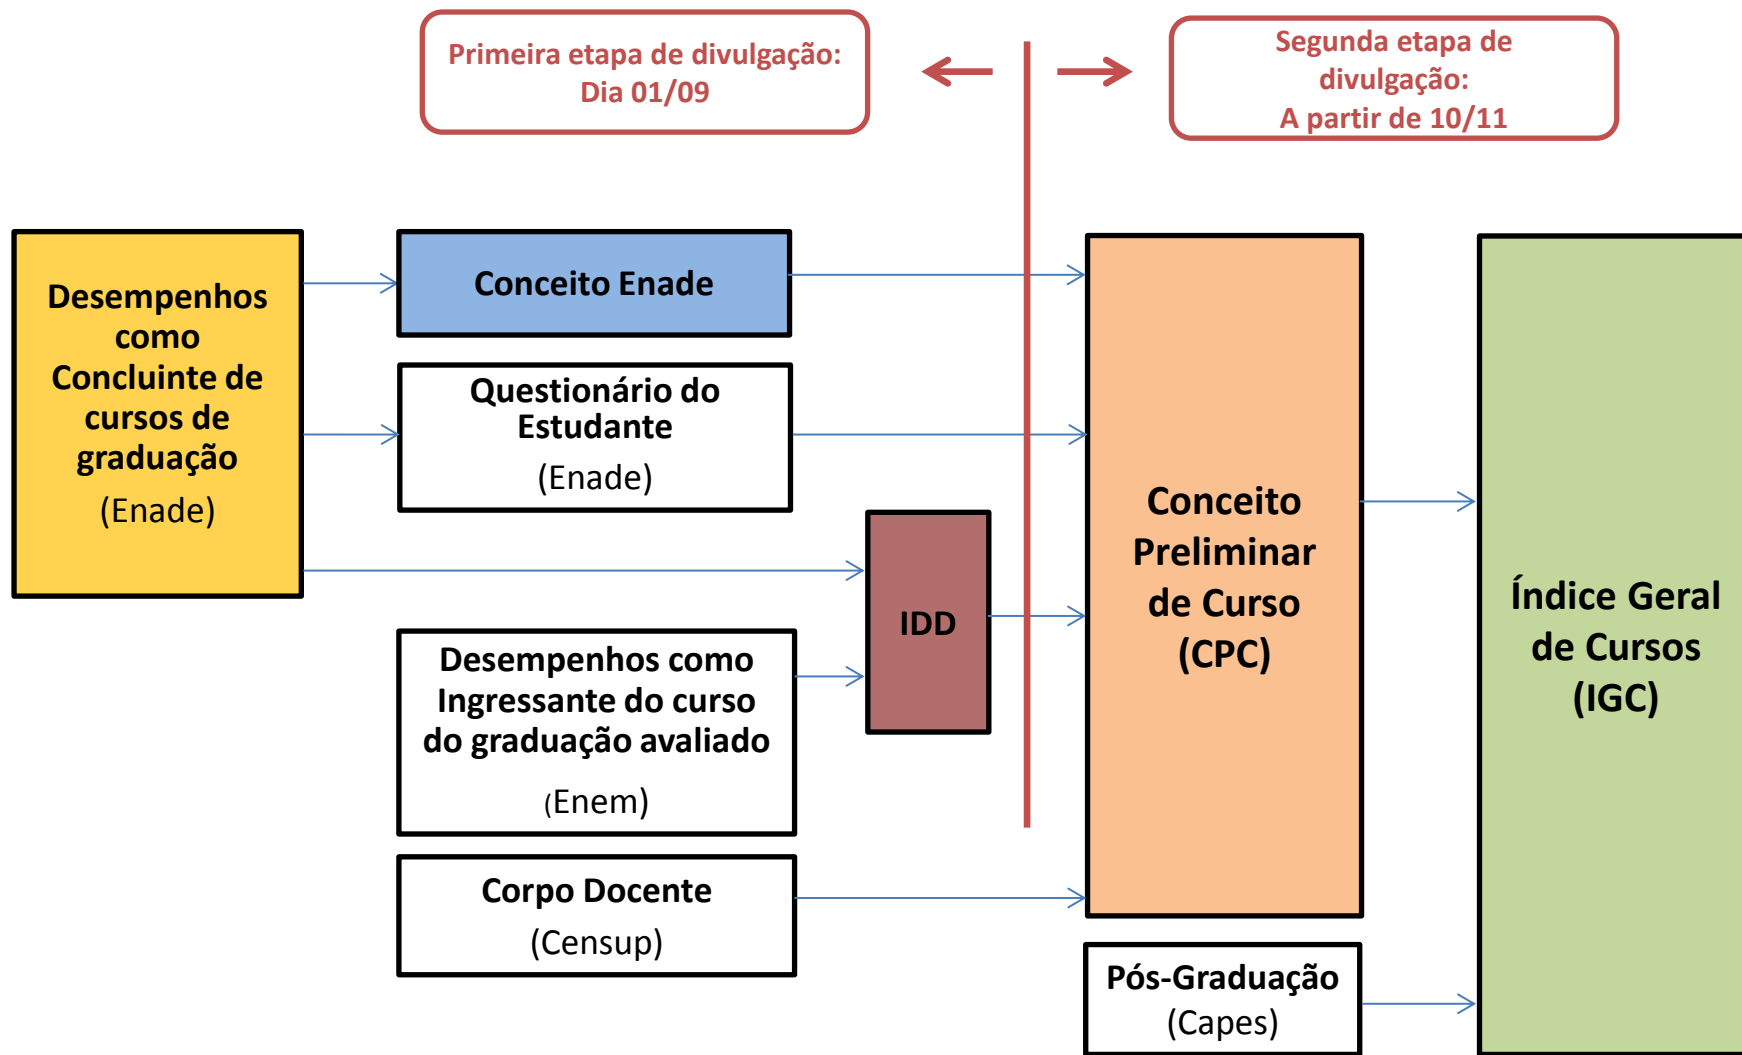 Primeira etapa de divulgação:
Dia 01/09
Segunda etapa de
divulgação:
A partir de 10/11
Desempenhos
como
Concluinte de
cursos de
graduação
(Enade)
Conceito Enade
Questionário do
Estudante
(Enade)
IDD
Desempenhos como
Ingressante do curso
do graduação avaliado
(Enem)
Corpo Docente
(Censup)
Conceito
Preliminar
de Curso
(CPC)
Pós-Graduação
(Capes)
Índice Geral
de Cursos
(IGC)